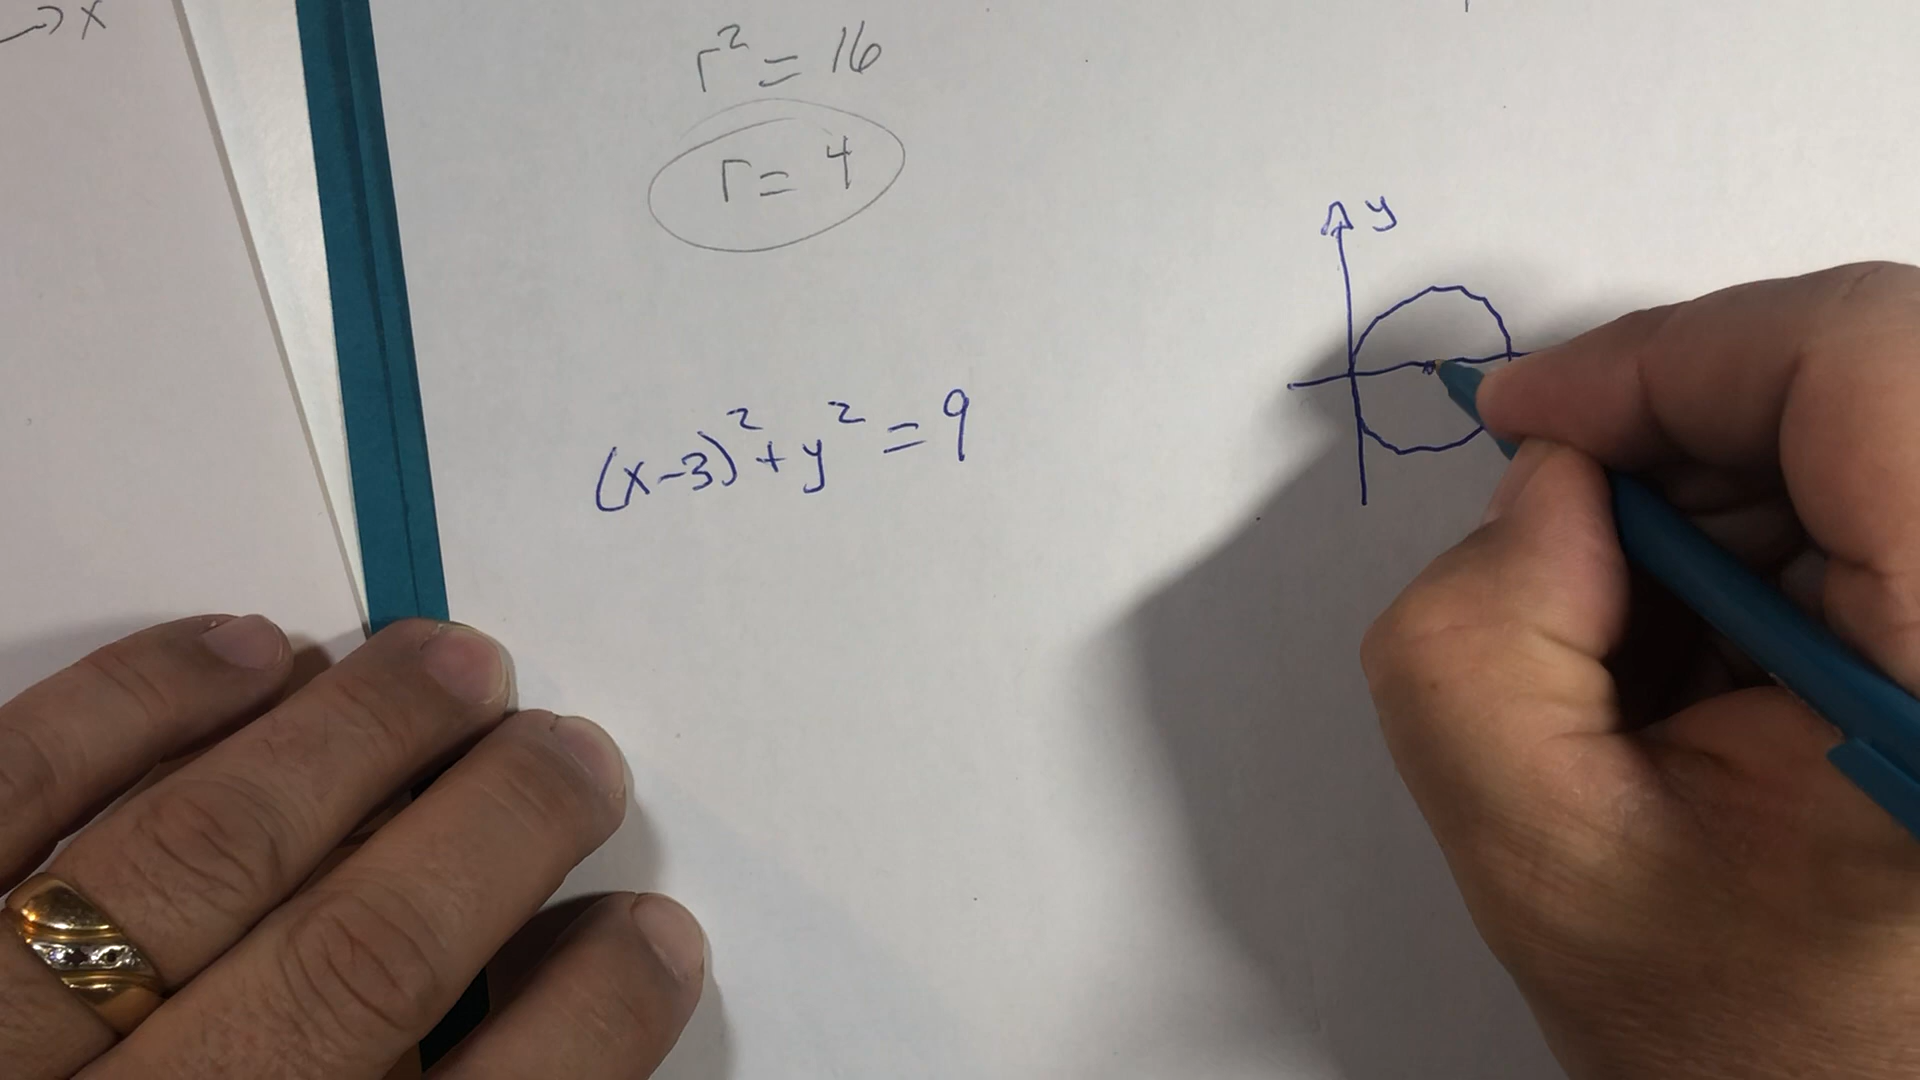 → x
r² = 16
r = 4
y
(x-3)² + y² = 9